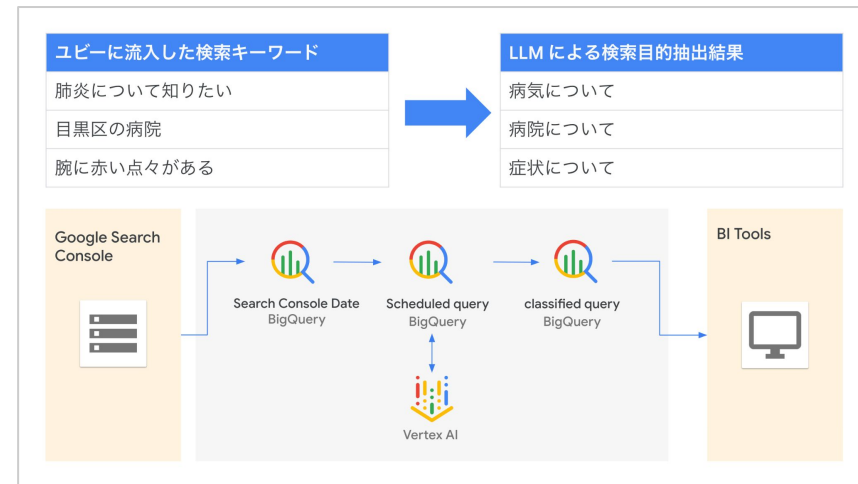 ユビーに流入した検索キーワード
肺炎について知りたい
目黒区の病院
腕に赤い点々がある
LLM による検索目的抽出結果
病気について
病院について
症状について
Google Search
Console
Search Console Date
BigQuery
Scheduled query
BigQuery
classified query
BigQuery
Vertex AI
BI Tools